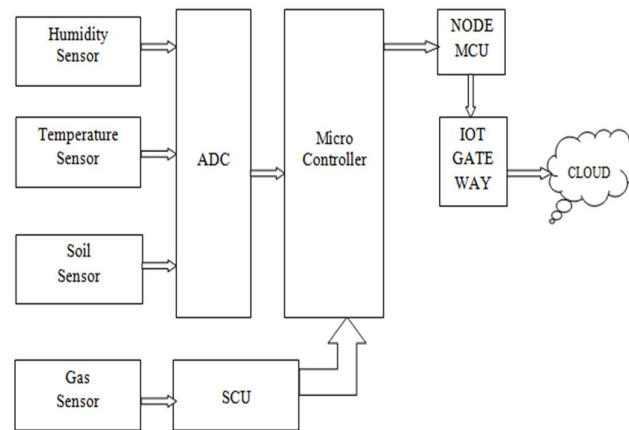 Humidity
Sensor
Temperature
Sensor
Soil
Sensor
Gas
Sensor
ADC
SCU
Micro
Controller
NODE
MCU
IOT
GATE
WAY
CLOUD